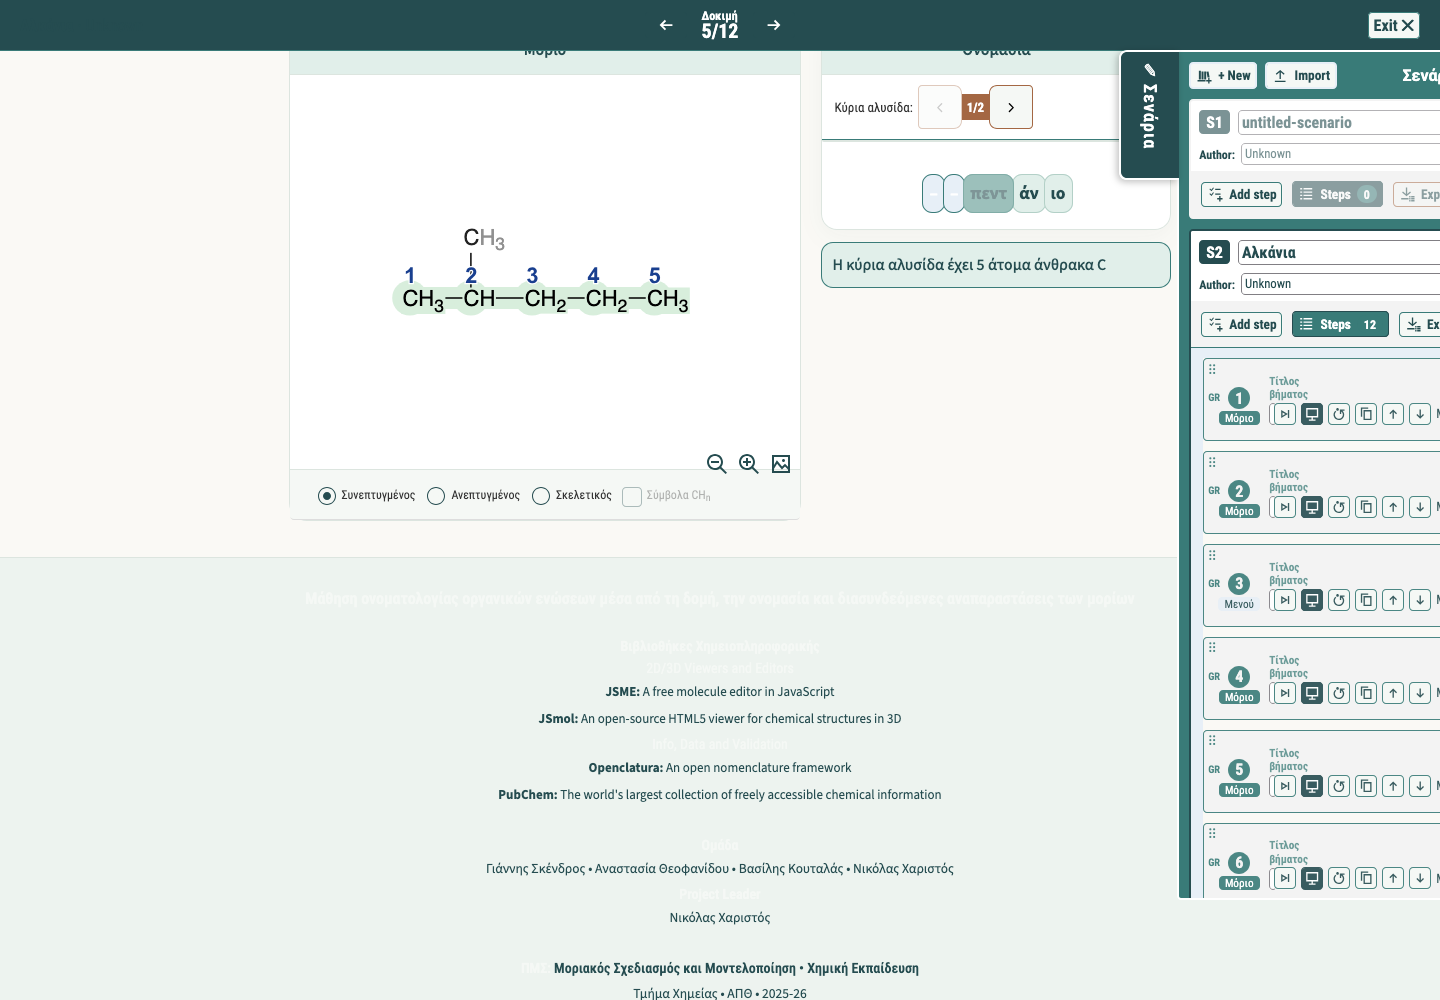 Δοκιμή
5/12
Exit
Μόριο
Ονομασία
Κύρια αλυσίδα:
1/2
- - πεντ άν ιο
Η κύρια αλυσίδα έχει 5 άτομα άνθρακα C
CH3
1 2 3 4 5
CH3—CH—CH2—CH2—CH3
Συνεπτυγμένος
Ανεπτυγμένος
Σκελετικός
Σύμβολα CHn
Σενάρια
+ New
Import
Σενάρ
S1
untitled-scenario
Author:
Unknown
Add step
Steps 0
Exp
S2
Αλκάνια
Author:
Unknown
Add step
Steps 12
Ex
Τίτλος
βήματος
GR 1
Μόριο
Τίτλος
βήματος
GR 2
Μόριο
Τίτλος
βήματος
GR 3
Μενού
Τίτλος
βήματος
GR 4
Μόριο
Τίτλος
βήματος
GR 5
Μόριο
Τίτλος
βήματος
GR 6
Μόριο
Μάθηση ονοματολογίας οργανικών ενώσεων μέσα από τη δομή, την ονομασία και διασυνδεόμενες αναπαραστάσεις των μορίων
Βιβλιοθήκες Χημειοπληροφορικής
2D/3D Viewers and Editors
JSME: A free molecule editor in JavaScript
JSmol: An open-source HTML5 viewer for chemical structures in 3D
Info, Data and Validation
Openclatura: An open nomenclature framework
PubChem: The world's largest collection of freely accessible chemical information
Ομάδα
Γιάννης Σκένδρος • Αναστασία Θεοφανίδου • Βασίλης Κουταλάς • Νικόλας Χαριστός
Project Leader
Νικόλας Χαριστός
ΠΜΣ Μοριακός Σχεδιασμός και Μοντελοποίηση • Χημική Εκπαίδευση
Τμήμα Χημείας • ΑΠΘ • 2025-26